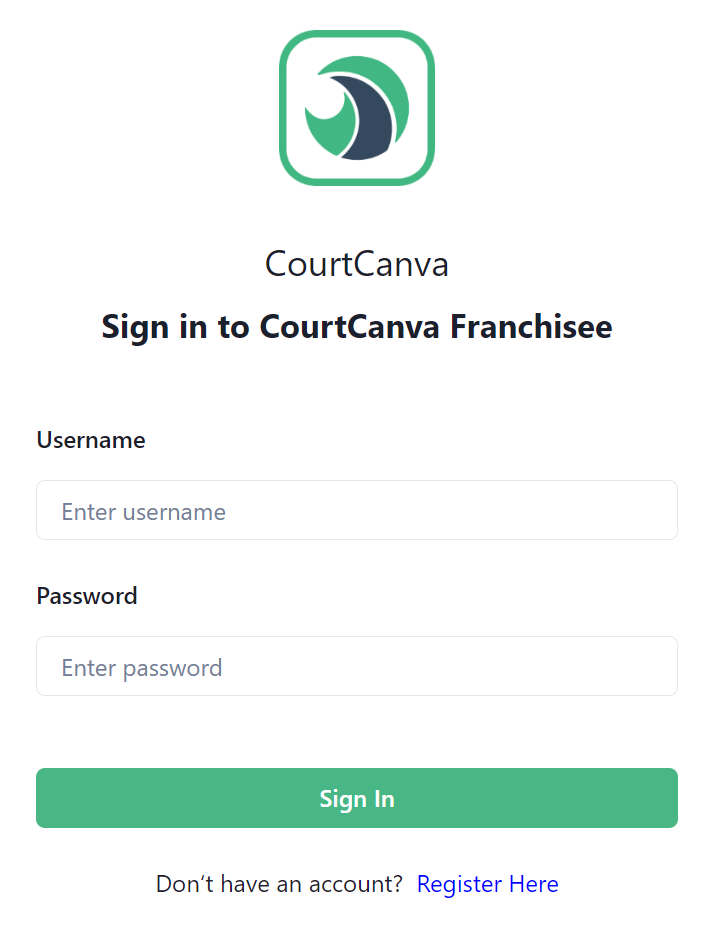 CourtCanva
Sign in to CourtCanva Franchisee
Username
Enter username
Password
Enter password
Sign In
Don‘t have an account? Register Here